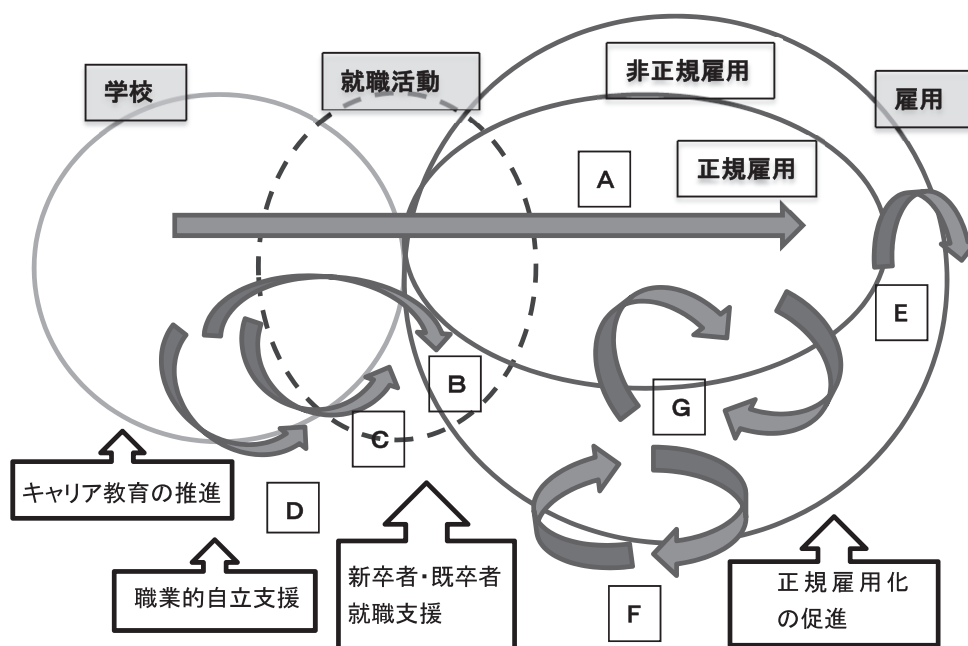 学校
就職活動
非正規雇用
雇用
正規雇用
A
E
B
G
C
キャリア教育の推進
D
職業的自立支援
新卒者・既卒者
就職支援
F
正規雇用化
の促進